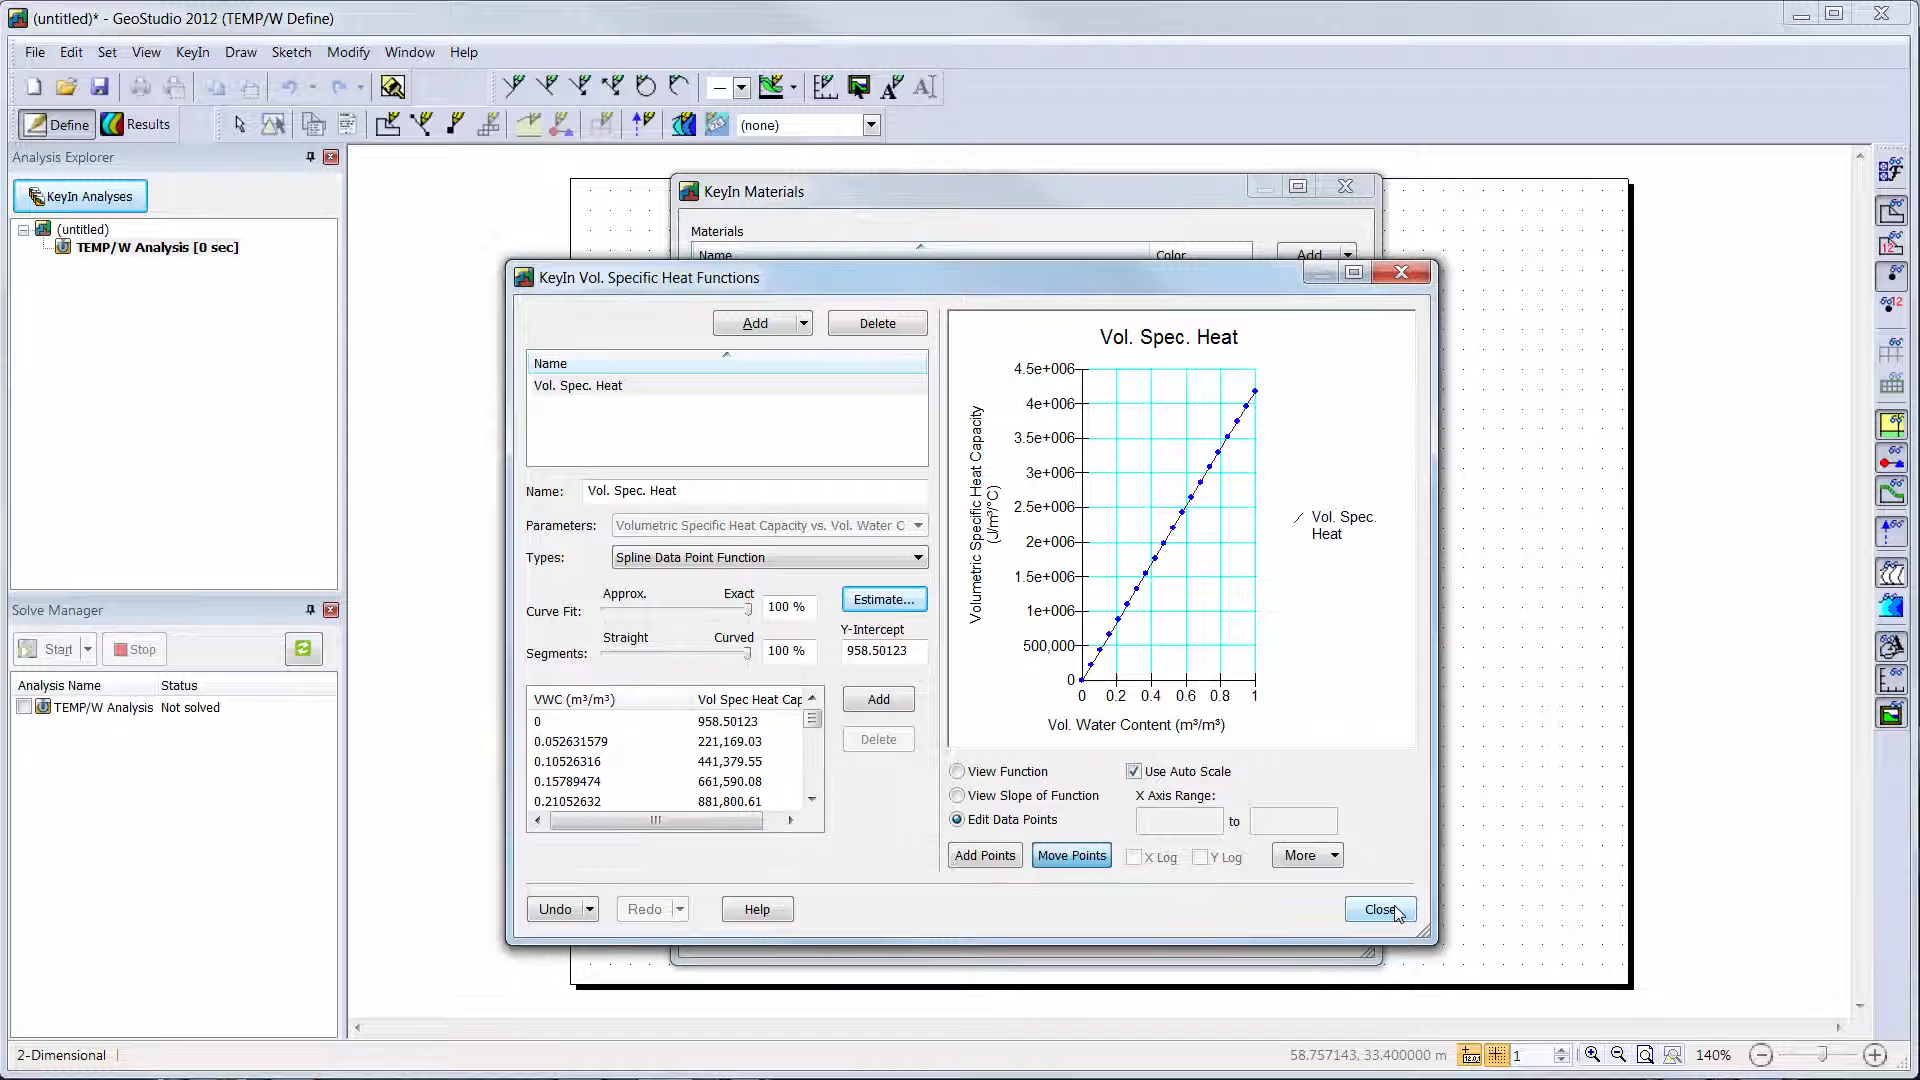 (untitled)* - GeoStudio 2012 (TEMP/W Define)
File Edit Set View KeyIn Draw Sketch Modify Window Help
Define Results (none)
Analysis Explorer
KeyIn Analyses
(untitled)
TEMP/W Analysis [0 sec]
Solve Manager
Start Stop
Analysis Name Status
TEMP/W Analysis Not solved
KeyIn Materials
Materials
Name Color Add
KeyIn Vol. Specific Heat Functions
Add Delete
Name
Vol. Spec. Heat
Name: Vol. Spec. Heat
Parameters: Volumetric Specific Heat Capacity vs. Vol. Water C
Types: Spline Data Point Function
Approx. Exact
Curve Fit: 100 % Estimate...
Straight Curved Y-Intercept
Segments: 100 % 958.50123
VWC (m³/m³) Vol Spec Heat Cap
0 958.50123
0.052631579 221,169.03
0.10526316 441,379.55
0.15789474 661,590.08
0.21052632 881,800.61
Add
Delete
Vol. Spec. Heat
Volumetric Specific Heat Capacity
(J/m³/°C)
4.5e+006
4e+006
3.5e+006
3e+006
2.5e+006
2e+006
1.5e+006
1e+006
500,000
0
0 0.2 0.4 0.6 0.8 1
Vol. Water Content (m³/m³)
Vol. Spec.
Heat
View Function Use Auto Scale
View Slope of Function X Axis Range:
Edit Data Points to
Add Points Move Points X Log Y Log More
Undo Redo Help Close
2-Dimensional
58.757143, 33.400000 m 1 140%